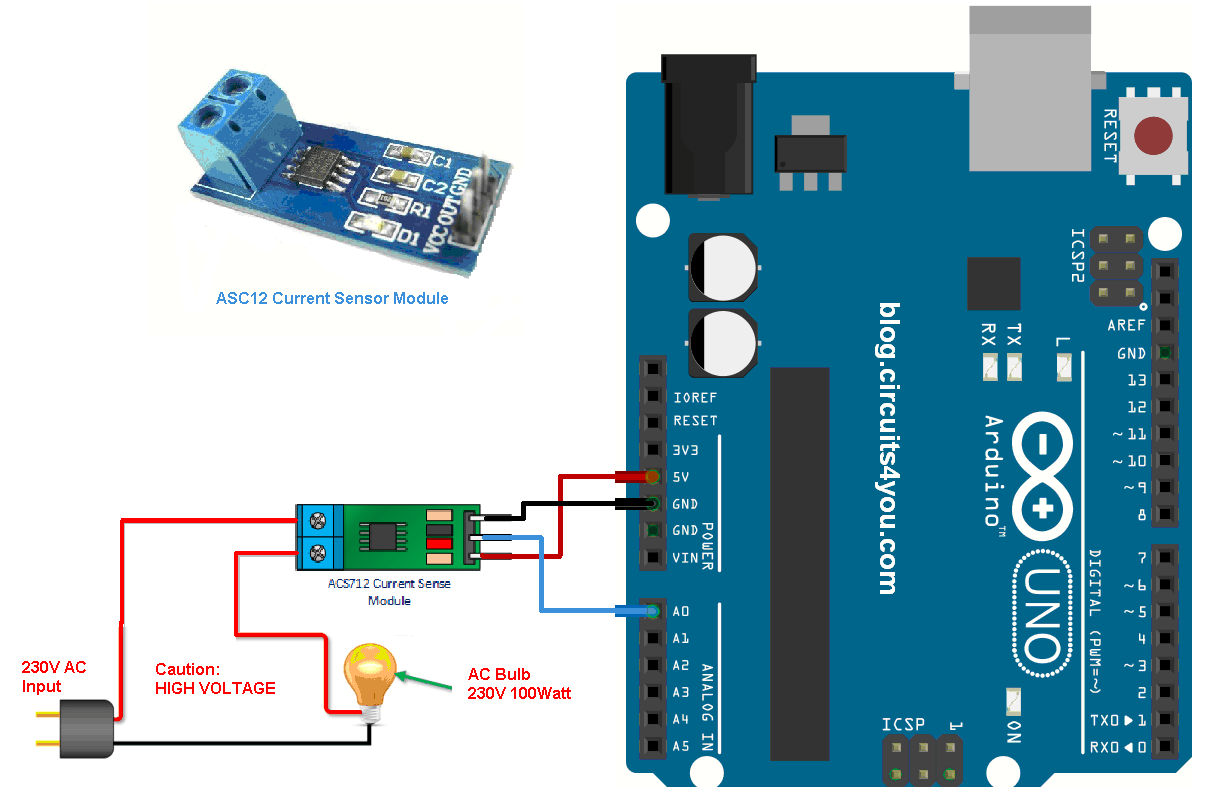 C1
C2
R1
D1
VCC OUT GND
ASC12 Current Sensor Module
ACS712 Current Sense
Module
230V AC
Input
Caution:
HIGH VOLTAGE
AC Bulb
230V 100Watt
RESET
ICSP2
AREF
GND
13
12
~11
~10
~9
8
7
~6
~5
4
~3
2
TX0 ▶ 1
RX0 ◀ 0
RX
TX
L
blog.circuits4you.com
Arduino™
UNO
DIGITAL (PWM=~)
IOREF
RESET
3V3
5V
GND
GND
VIN
POWER
A0
A1
A2
A3
A4
A5
ANALOG IN
ICSP
1
ON